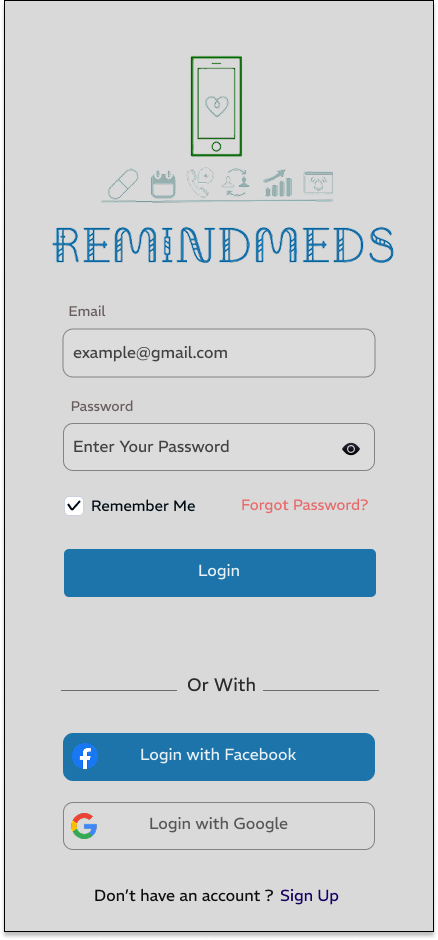 REMINDMEDS
Email
example@gmail.com
Password
Enter Your Password
Remember Me Forgot Password?
Login
Or With
Login with Facebook
Login with Google
Don’t have an account ? Sign Up